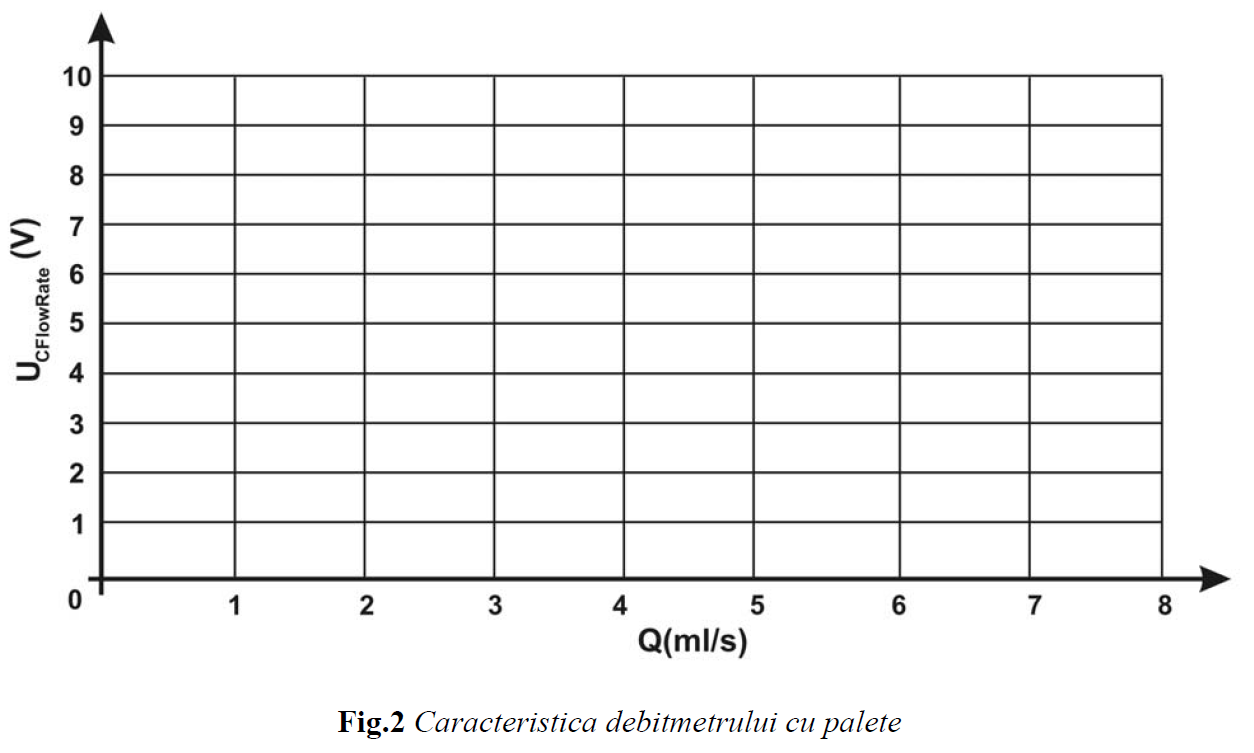 10
9
8
7
6
5
4
3
2
1
0
U_CFlowRate (V)
1 2 3 4 5 6 7 8
Q(ml/s)
Fig.2 Caracteristica debitmetrului cu palete